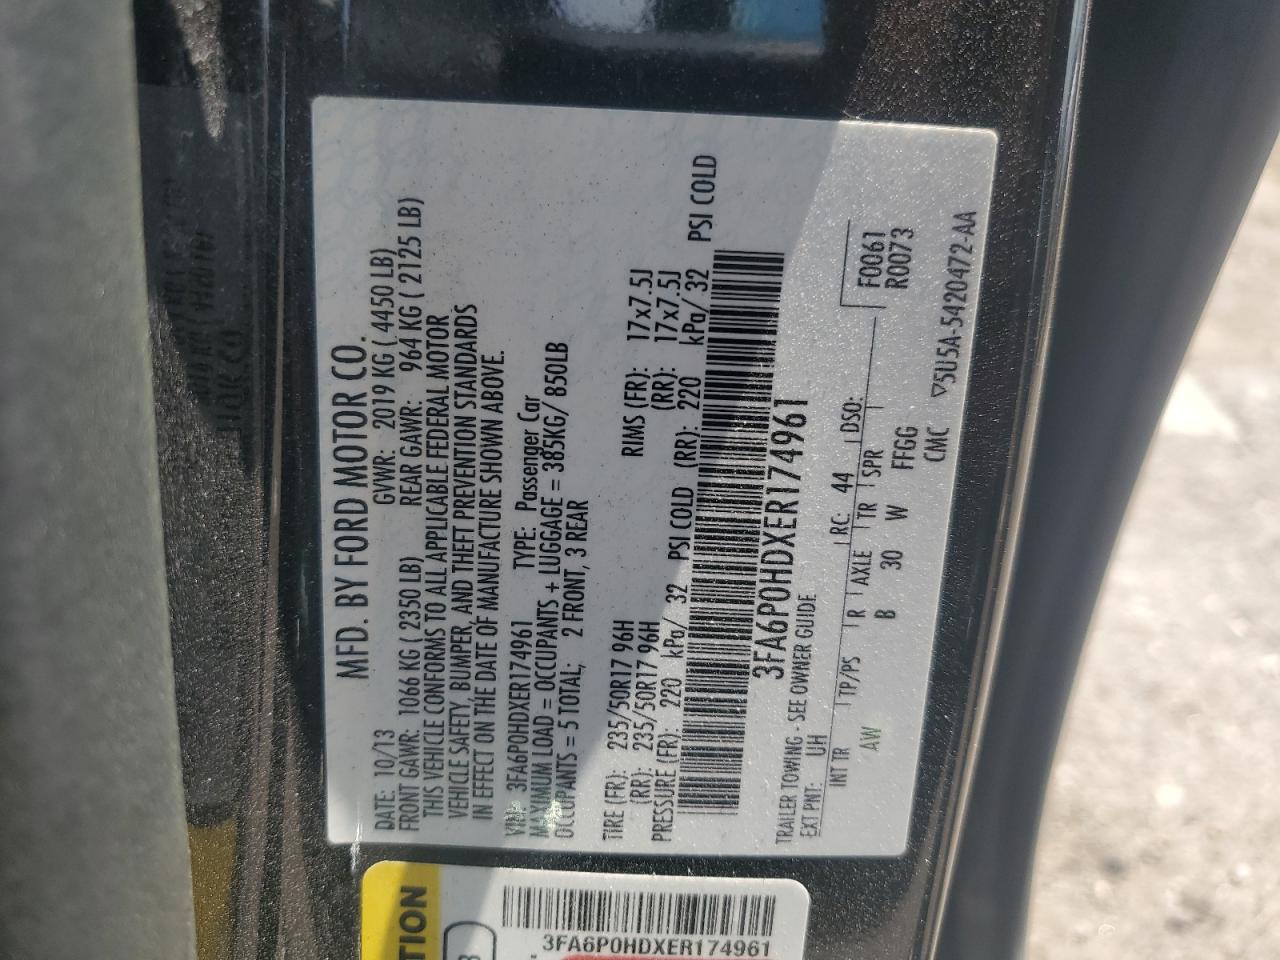 MFD. BY FORD MOTOR CO.
DATE: 10/13 GVWR: 2019 KG ( 4450 LB)
FRONT GAWR: 1066 KG ( 2350 LB) REAR GAWR: 964 KG ( 2125 LB)
THIS VEHICLE CONFORMS TO ALL APPLICABLE FEDERAL MOTOR
VEHICLE SAFETY, BUMPER, AND THEFT PREVENTION STANDARDS
IN EFFECT ON THE DATE OF MANUFACTURE SHOWN ABOVE.
VIN: 3FA6P0HDXER174961 TYPE: Passenger Car
MAXIMUM LOAD = OCCUPANTS + LUGGAGE = 385KG/ 850LB
OCCUPANTS = 5 TOTAL; 2 FRONT, 3 REAR
TIRE (FR): 235/50R17 96H RIMS (FR): 17x7.5J
(RR): 235/50R17 96H (RR): 17x7.5J
PRESSURE (FR): 220 kPa/ 32 PSI COLD (RR): 220 kPa/ 32 PSI COLD
3FA6P0HDXER174961
TRAILER TOWING - SEE OWNER GUIDE
EXT PNT: UH RC: 44 DSO: F0061
R0073
INT TR TP/PS R AXLE TR SPR
AW B 30 W FFGG
CMC ▽5U5A-5420472-AA
TION
3FA6P0HDXER174961